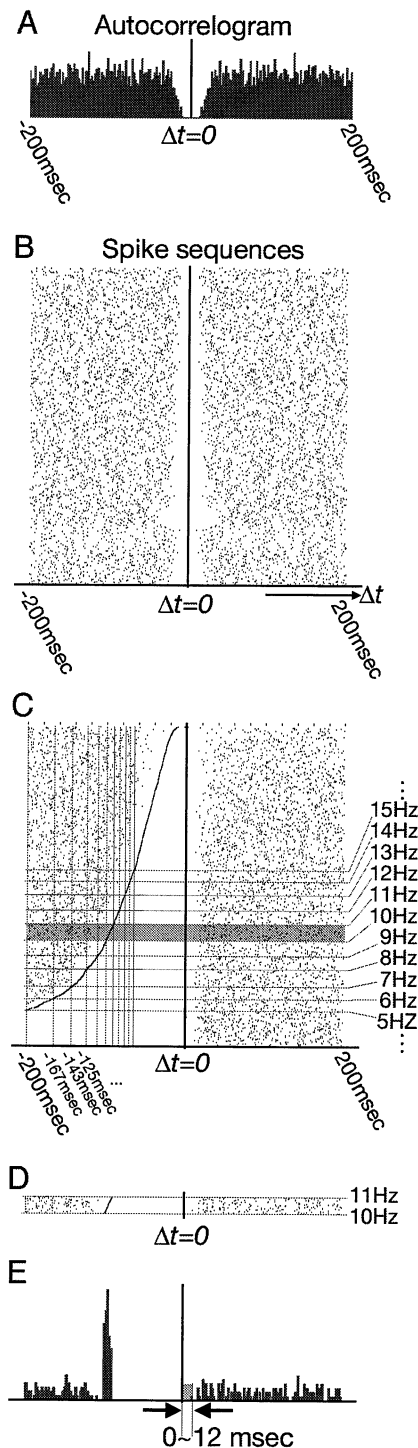 A
Autocorrelogram
Δt=0
-200msec
200msec
B
Spike sequences
Δt=0
Δt
-200msec
200msec
C
⋮
15Hz
14Hz
13Hz
12Hz
11Hz
10Hz
9Hz
8Hz
7Hz
6Hz
5HZ
⋮
-200msec
-167msec
-143msec
-125msec
...
Δt=0
200msec
D
11Hz
10Hz
Δt=0
E
0~12 msec